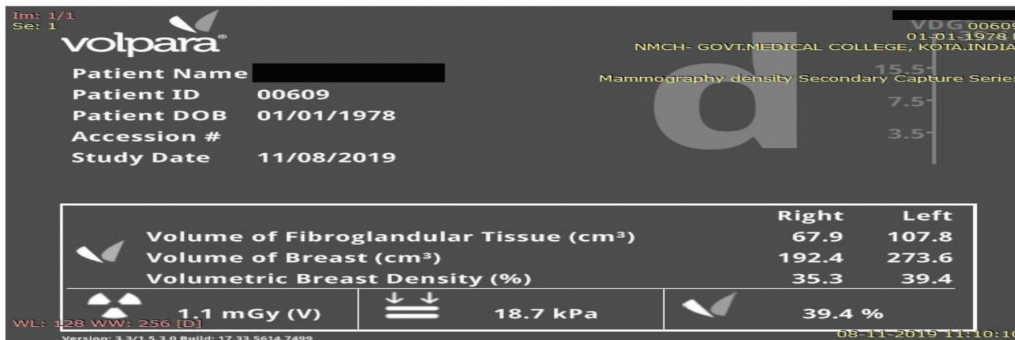 Im: 1/1
Se: 1
volpara®
VDG 00609
01-01-1978
NMCH- GOVT.MEDICAL COLLEGE, KOTA.INDIA
Mammography density Secondary Capture Series
Patient Name
Patient ID 00609
Patient DOB 01/01/1978
Accession #
Study Date 11/08/2019
d
15.5
7.5
3.5
Right Left
Volume of Fibroglandular Tissue (cm³) 67.9 107.8
Volume of Breast (cm³) 192.4 273.6
Volumetric Breast Density (%) 35.3 39.4
1.1 mGy (V) 18.7 kPa 39.4 %
WL: 128 WW: 256 [D]
08-11-2019 11:10:10